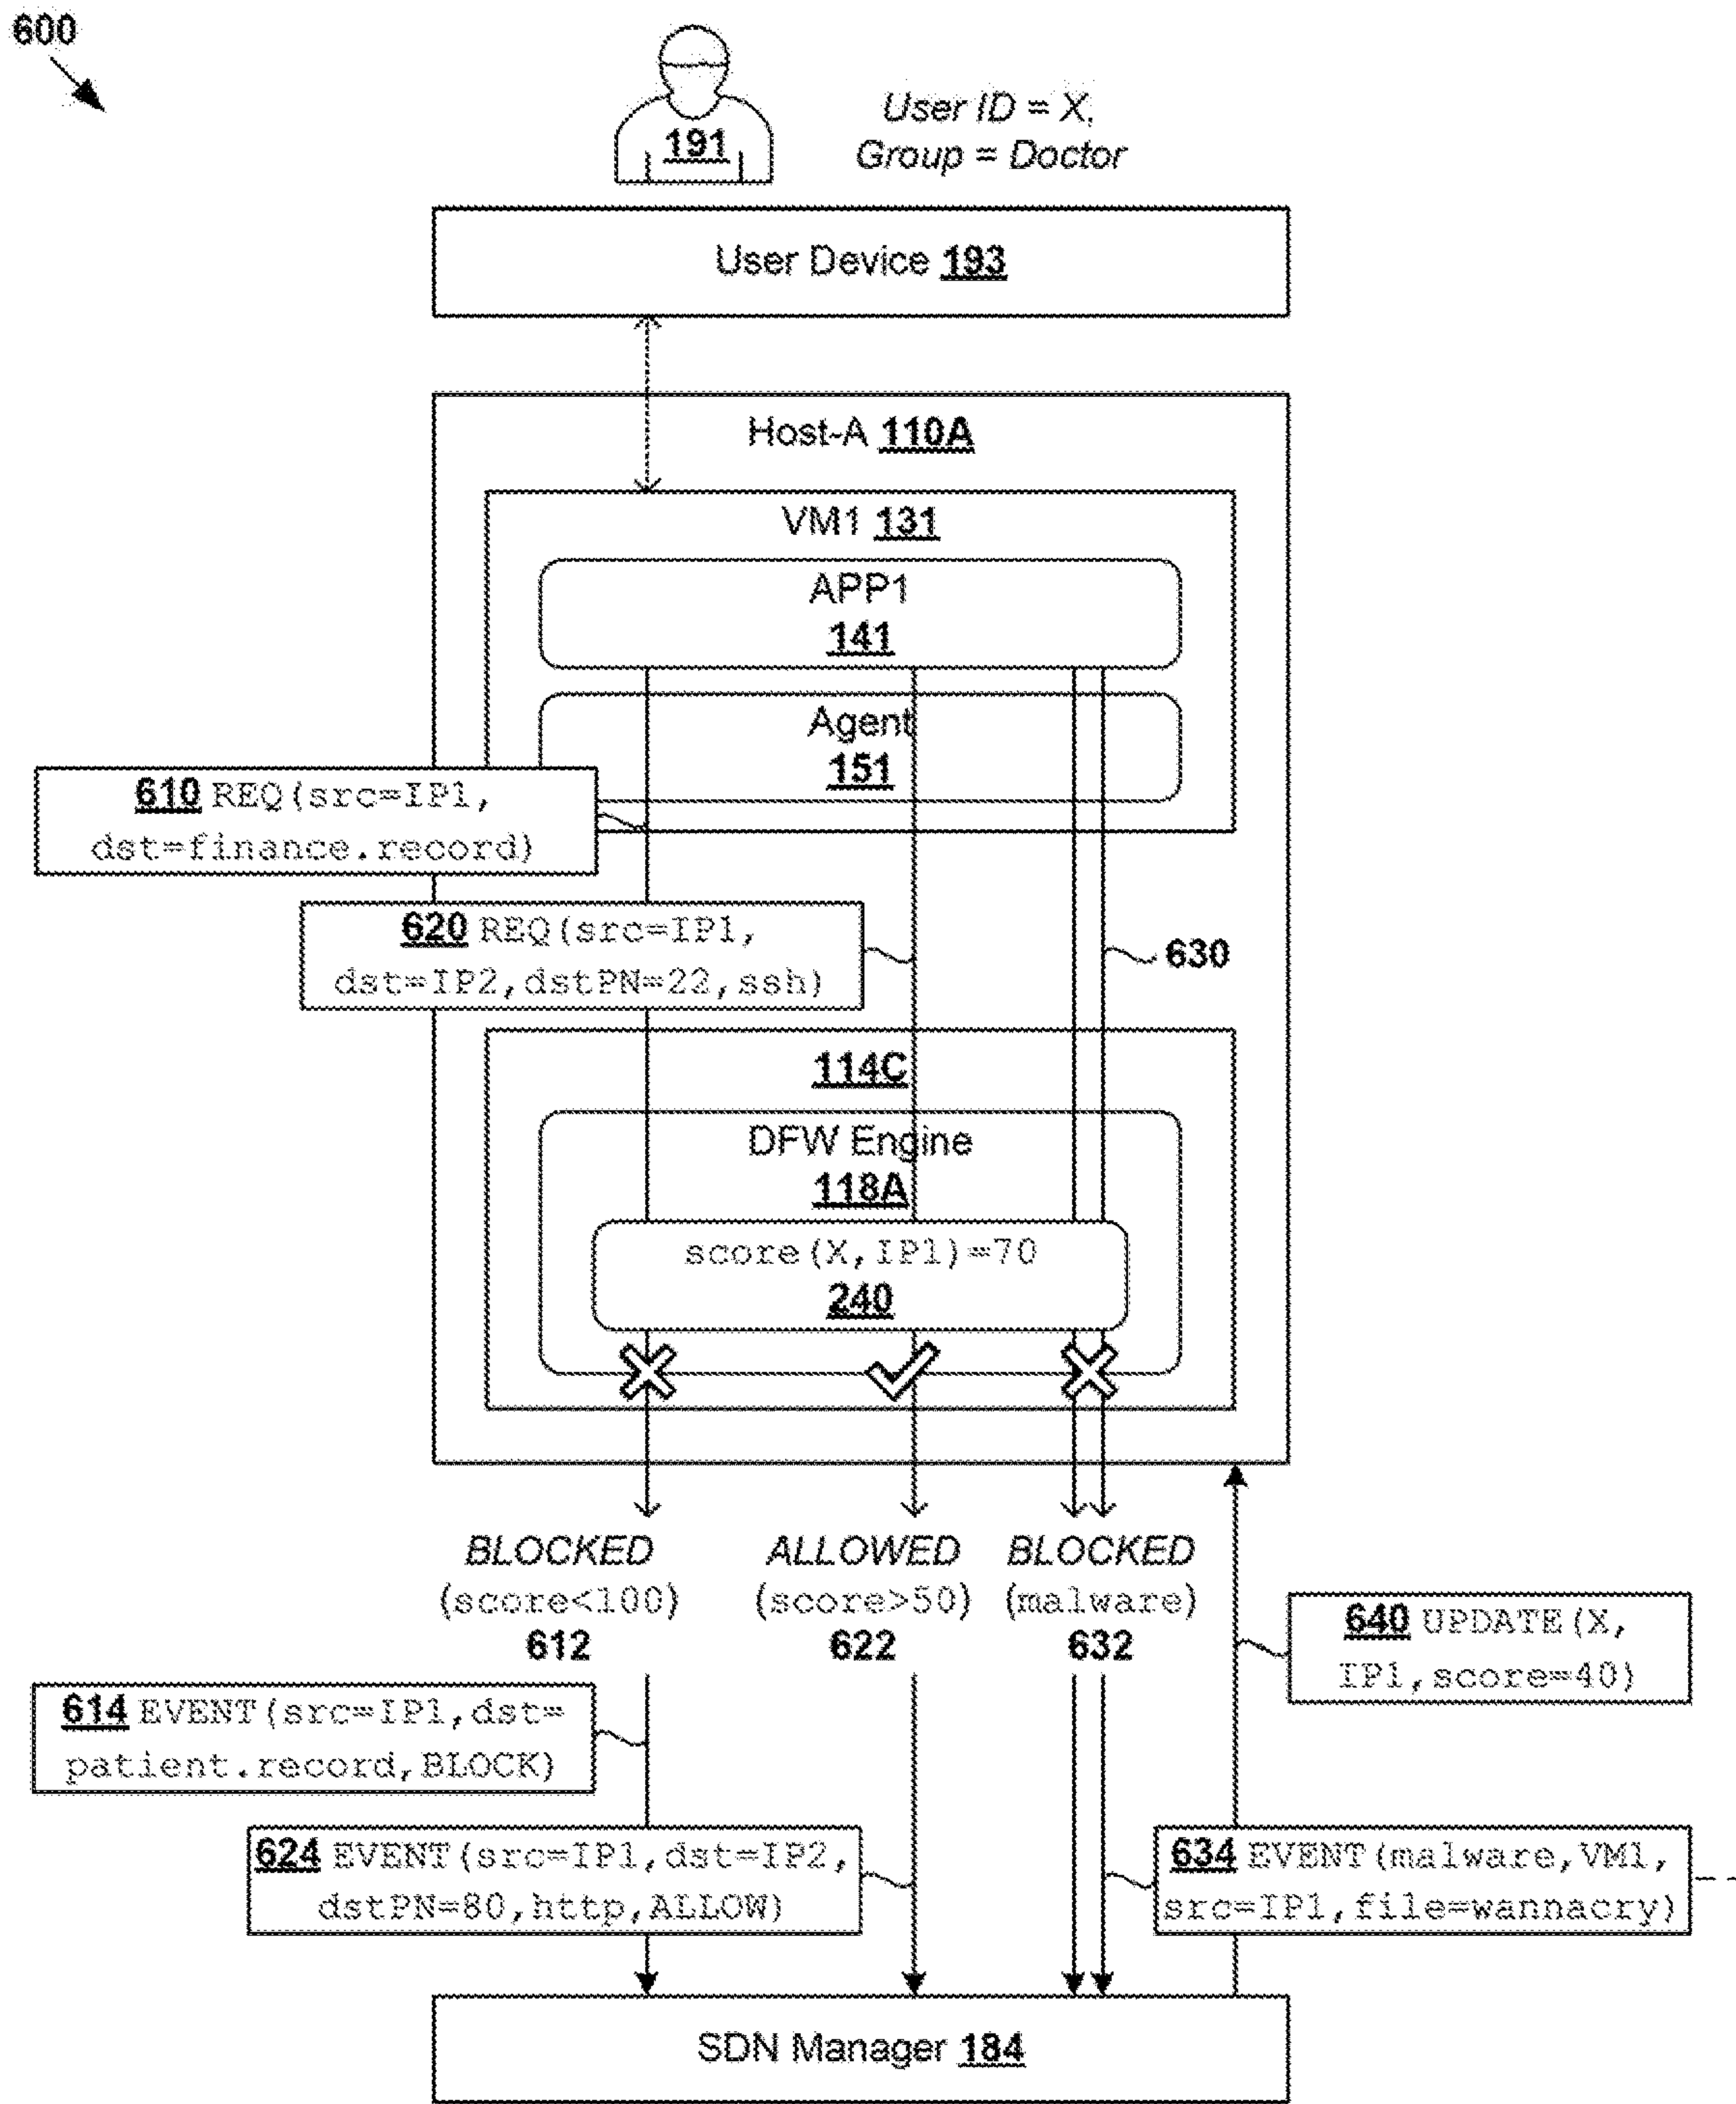 600
191
User ID = X,
Group = Doctor
User Device 193
Host-A 110A
VM1 131
APP1
141
Agent
151
610 REQ(src=IP1,
dst=finance.record)
620 REQ(src=IP1,
dst=IP2,dstPN=22,ssh)
630
114C
DFW Engine
118A
score(X,IP1)=70
240
BLOCKED
(score<100)
612
ALLOWED
(score>50)
622
BLOCKED
(malware)
632
640 UPDATE(X,
IP1,score=40)
614 EVENT(src=IP1,dst=
patient.record,BLOCK)
624 EVENT(src=IP1,dst=IP2,
dstPN=80,http,ALLOW)
634 EVENT(malware,VM1,
src=IP1,file=wannacry)
SDN Manager 184